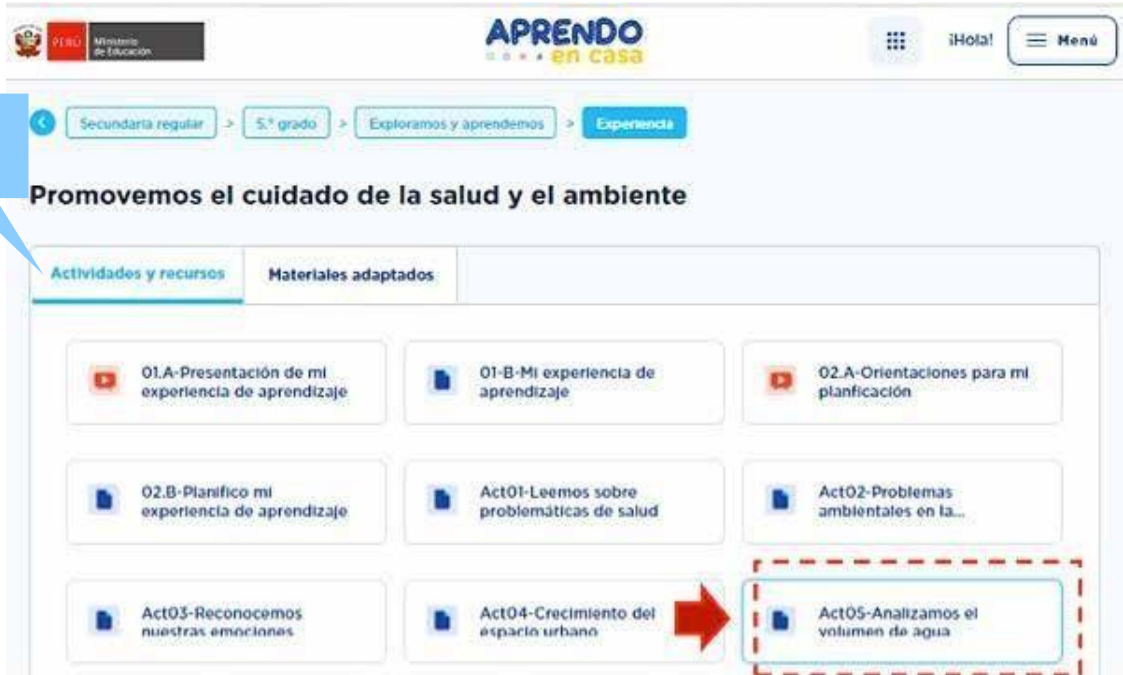 PERÚ
Ministerio
de Educación
APRENDO
en casa
¡Hola!
Menú
Secundaria regular > 5.° grado > Exploramos y aprendemos > Experiencia
Promovemos el cuidado de la salud y el ambiente
Actividades y recursos
Materiales adaptados
01.A-Presentación de mi
experiencia de aprendizaje
01-B-Mi experiencia de
aprendizaje
02.A-Orientaciones para mi
planficación
02.B-Planifico mi
experiencia de aprendizaje
Act01-Leemos sobre
problemáticas de salud
Act02-Problemas
ambientales en la...
Act03-Reconocemos
nuestras emociones
Act04-Crecimiento del
espacio urbano
Act05-Analizamos el
volumen de agua